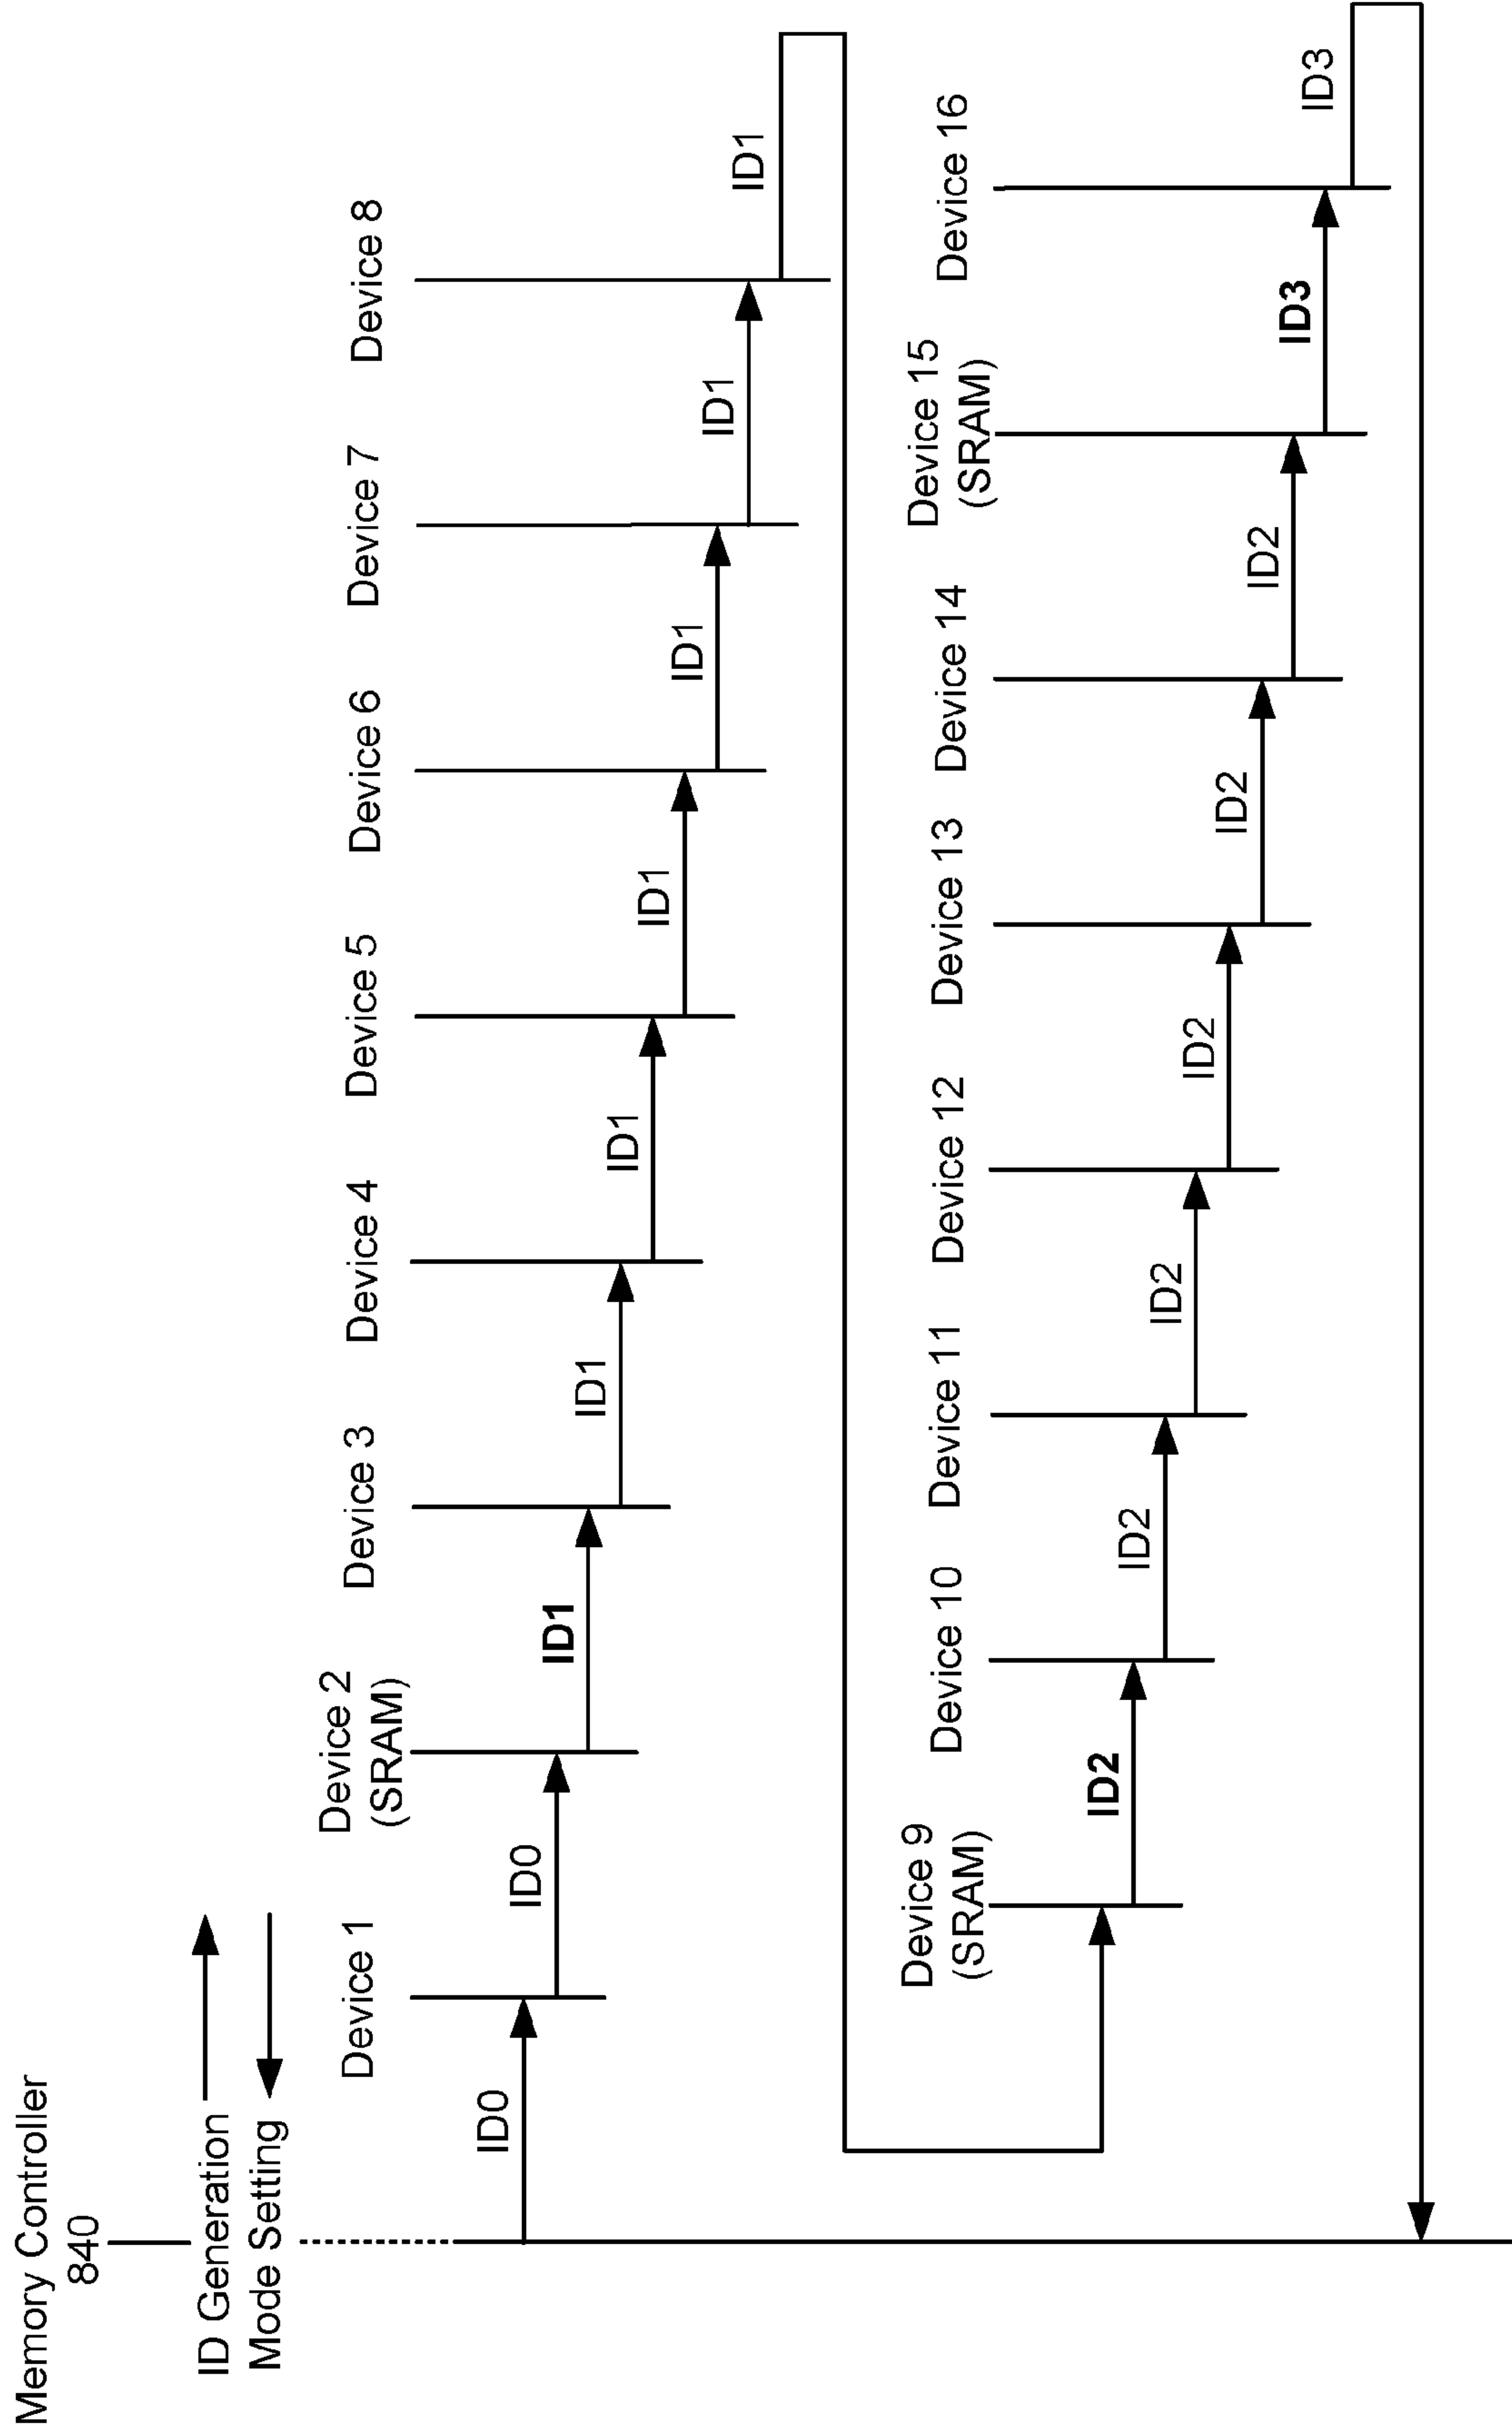 Memory Controller
840
ID Generation
Mode Setting
Device 1
Device 2
(SRAM)
Device 3
Device 4
Device 5
Device 6
Device 7
Device 8
ID0
ID0
ID1
ID1
ID1
ID1
ID1
ID1
ID1
Device 9
(SRAM)
Device 10
Device 11
Device 12
Device 13
Device 14
Device 15
(SRAM)
Device 16
ID2
ID2
ID2
ID2
ID2
ID2
ID3
ID3